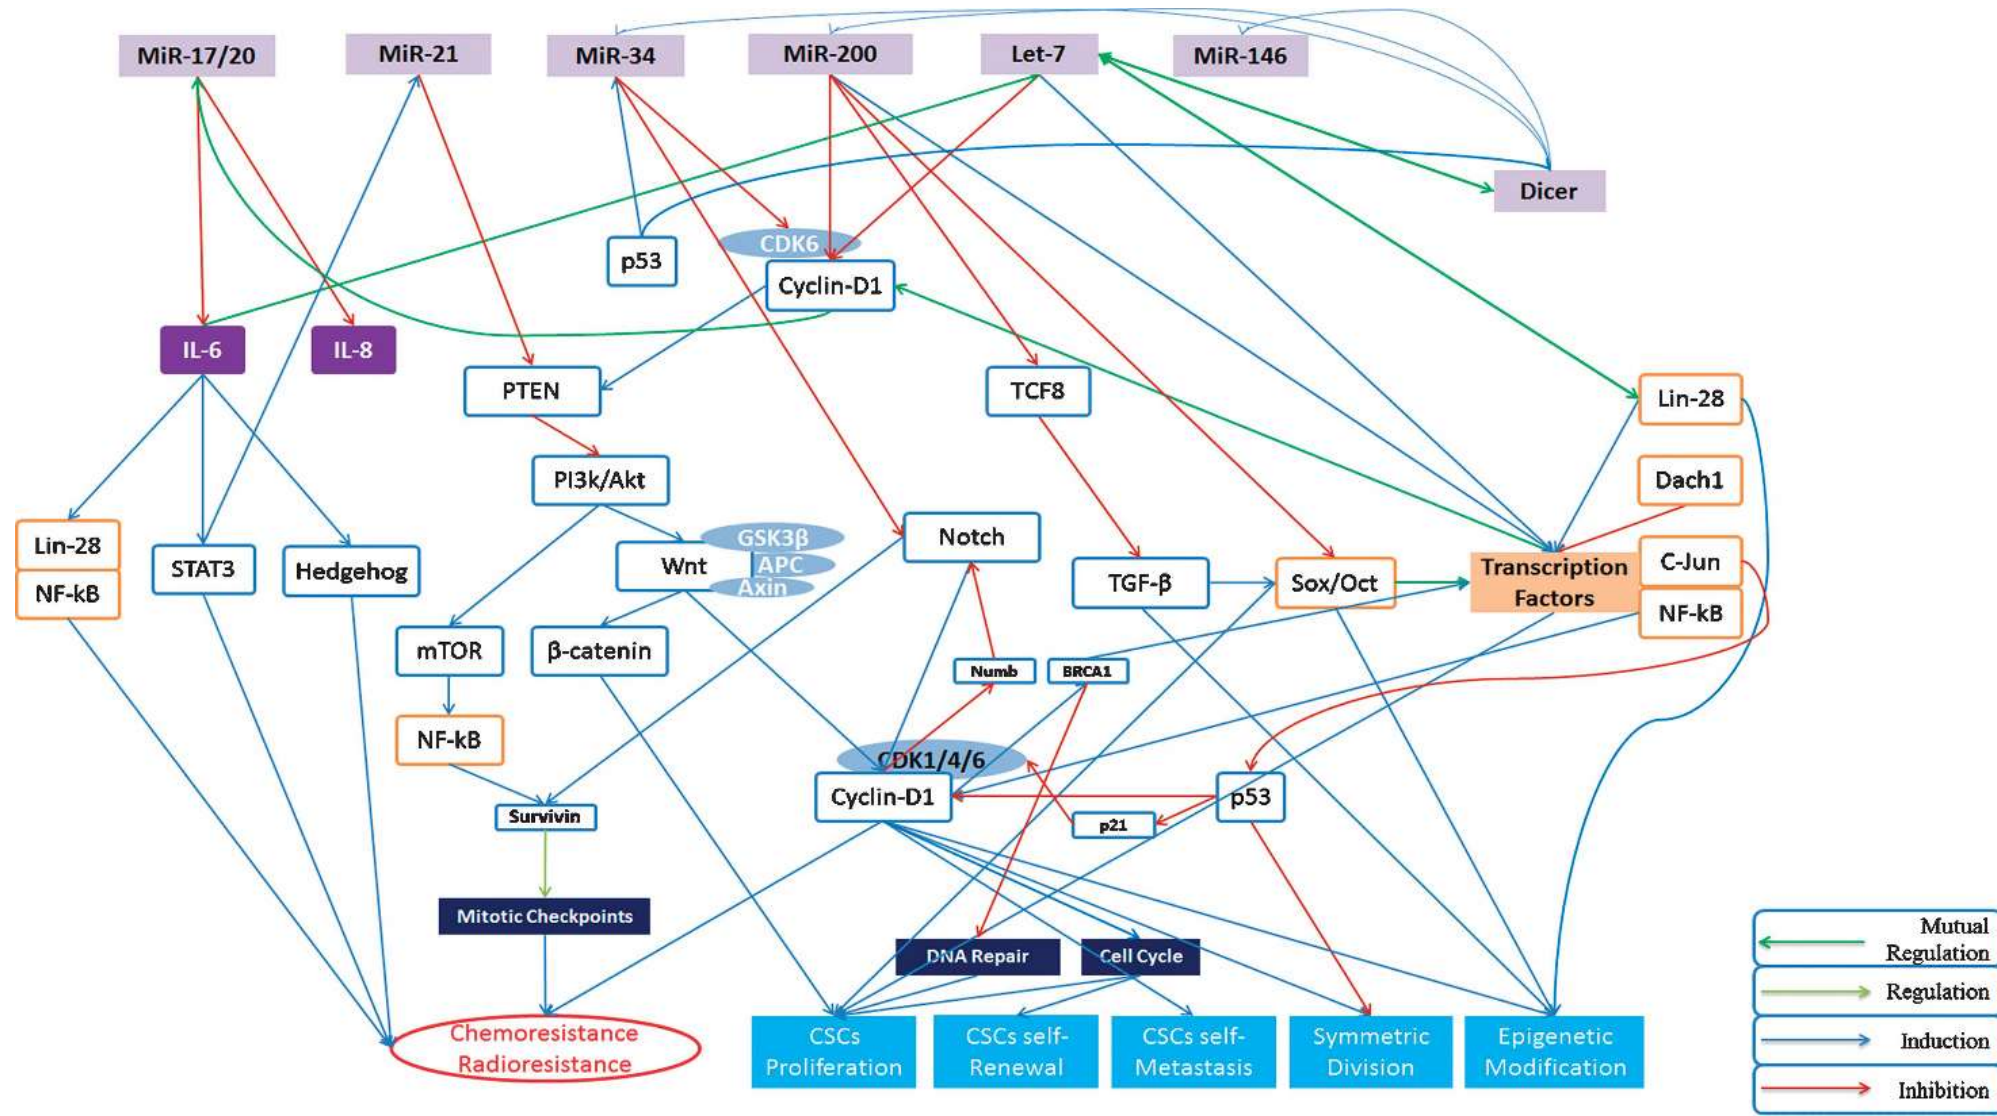 MiR-17/20
MiR-21
MiR-34
MiR-200
Let-7
MiR-146
Dicer
p53
CDK6
Cyclin-D1
IL-6
IL-8
PTEN
TCF8
Lin-28
Dach1
PI3k/Akt
Lin-28
NF-kB
STAT3
Hedgehog
Wnt
GSK3β
APC
Axin
Notch
TGF-β
Sox/Oct
Transcription
Factors
C-Jun
NF-kB
mTOR
β-catenin
Numb
BRCA1
NF-kB
CDK1/4/6
Cyclin-D1
p53
p21
Survivin
Mitotic Checkpoints
DNA Repair
Cell Cycle
Chemoresistance
Radioresistance
CSCs
Proliferation
CSCs self-
Renewal
CSCs self-
Metastasis
Symmetric
Division
Epigenetic
Modification
Mutual
Regulation
Regulation
Induction
Inhibition